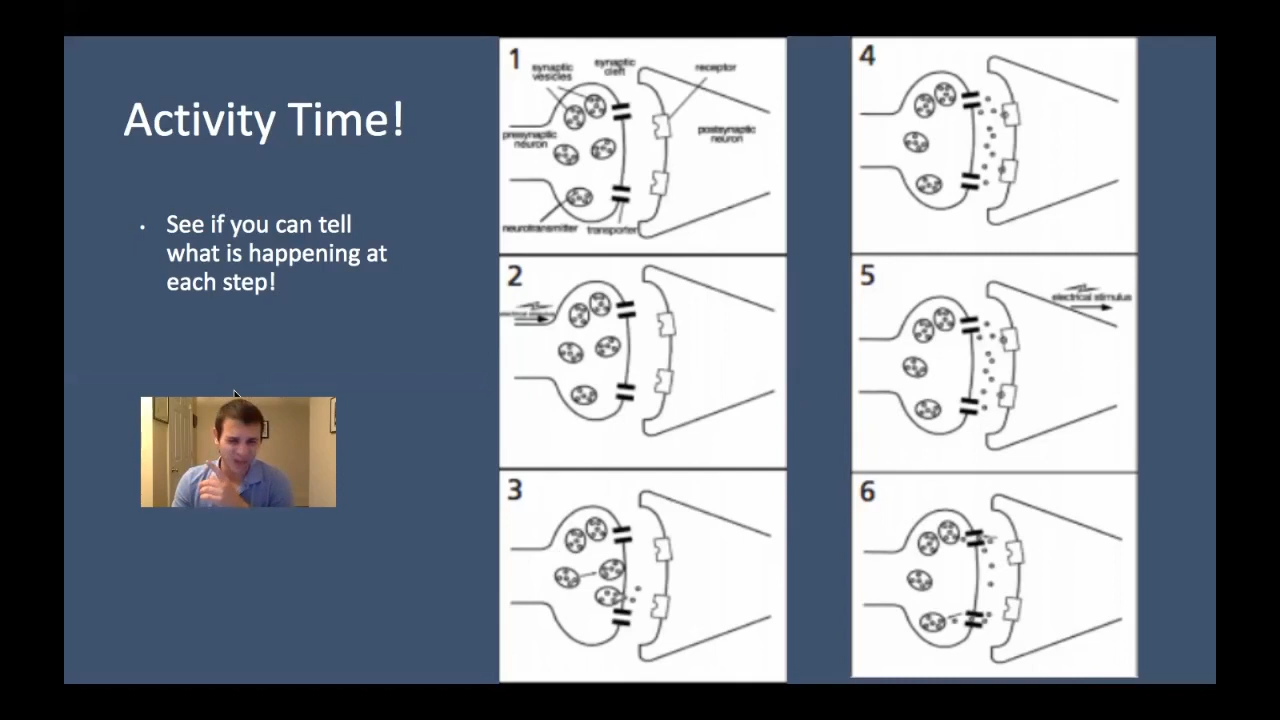 Activity Time!
• See if you can tell
what is happening at
each step!
1
synaptic
vesicles
synaptic
cleft
receptor
presynaptic
neuron
postsynaptic
neuron
neurotransmitter
transporter
2
3
4
5
electrical stimulus
6